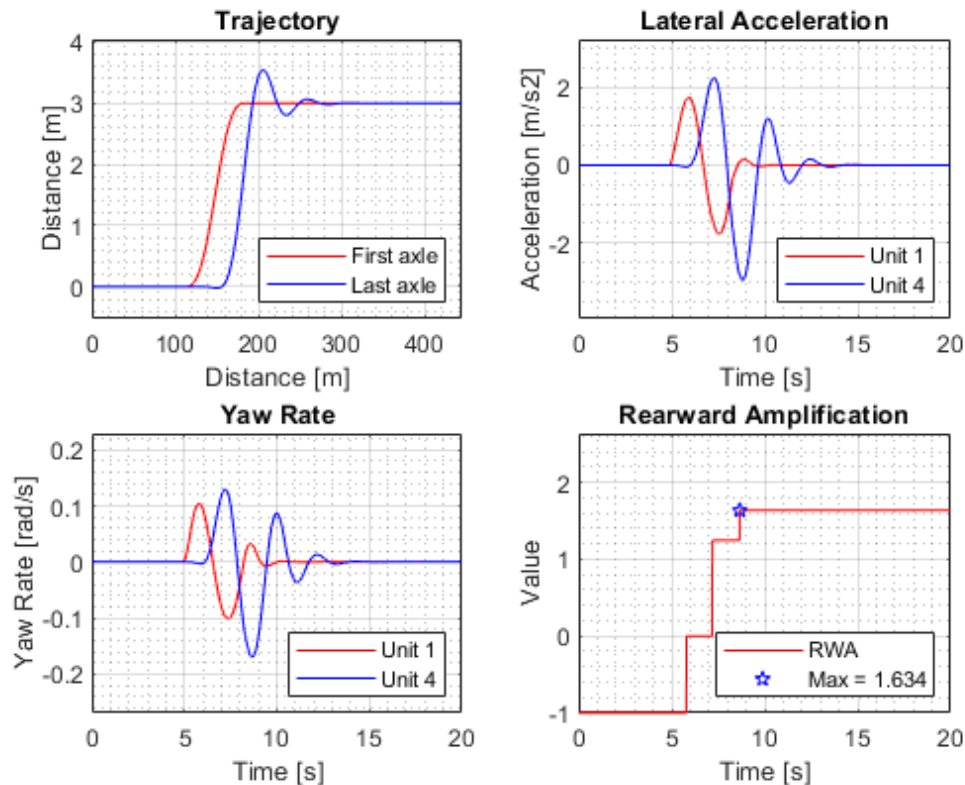 Trajectory
4
3
2
1
0
0 100 200 300 400
Distance [m]
Distance [m]
First axle
Last axle
Lateral Acceleration
2
0
-2
0 5 10 15 20
Acceleration [m/s2]
Time [s]
Unit 1
Unit 4
Yaw Rate
0.2
0.1
0
-0.1
-0.2
0 5 10 15 20
Yaw Rate [rad/s]
Time [s]
Unit 1
Unit 4
Rearward Amplification
2
1
0
-1
0 5 10 15 20
Value
Time [s]
RWA
Max = 1.634